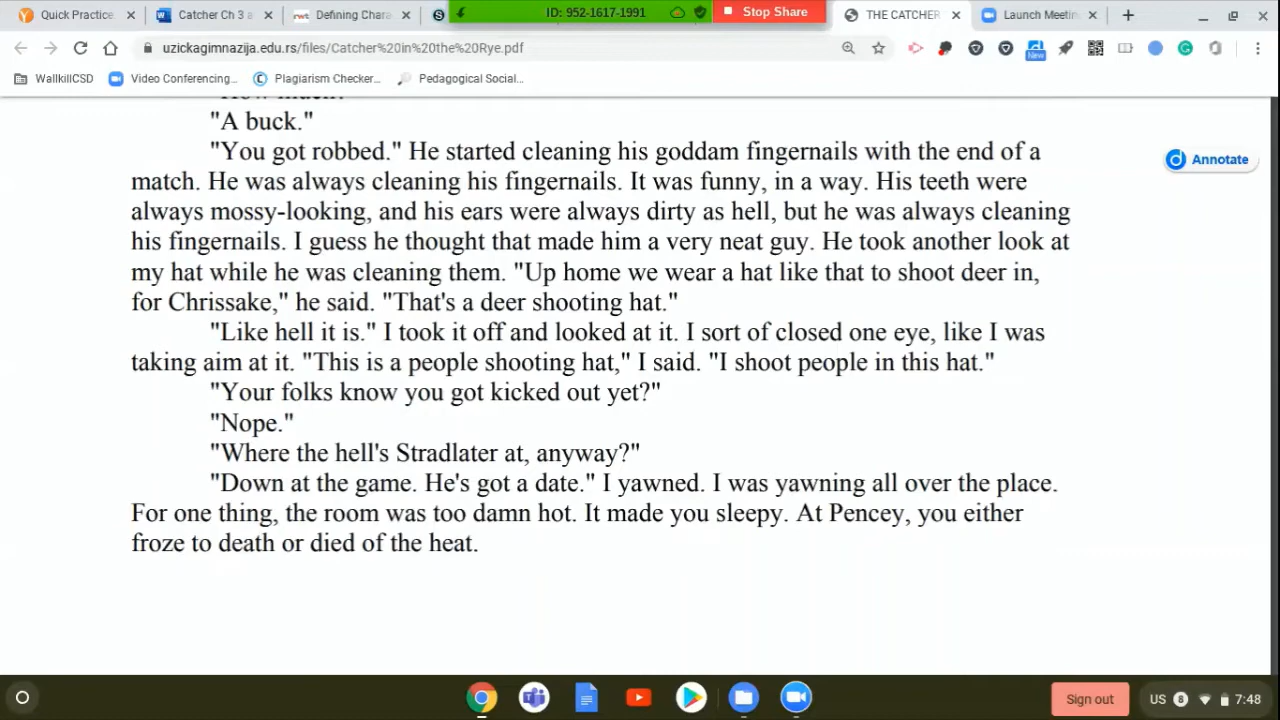 Quick Practice
Catcher Ch 3 a
Defining Chara
ID: 952-1617-1991
Stop Share
THE CATCHER
Launch Meetin
uzickagimnazija.edu.rs/files/Catcher%20in%20the%20Rye.pdf
New
WallkillCSD
Video Conferencing...
Plagiarism Checker...
Pedagogical Social...
"How much?"
"A buck."
"You got robbed." He started cleaning his goddam fingernails with the end of a
match. He was always cleaning his fingernails. It was funny, in a way. His teeth were
always mossy-looking, and his ears were always dirty as hell, but he was always cleaning
his fingernails. I guess he thought that made him a very neat guy. He took another look at
my hat while he was cleaning them. "Up home we wear a hat like that to shoot deer in,
for Chrissake," he said. "That's a deer shooting hat."
"Like hell it is." I took it off and looked at it. I sort of closed one eye, like I was
taking aim at it. "This is a people shooting hat," I said. "I shoot people in this hat."
"Your folks know you got kicked out yet?"
"Nope."
"Where the hell's Stradlater at, anyway?"
"Down at the game. He's got a date." I yawned. I was yawning all over the place.
For one thing, the room was too damn hot. It made you sleepy. At Pencey, you either
froze to death or died of the heat.
Annotate
Sign out
US
8
7:48